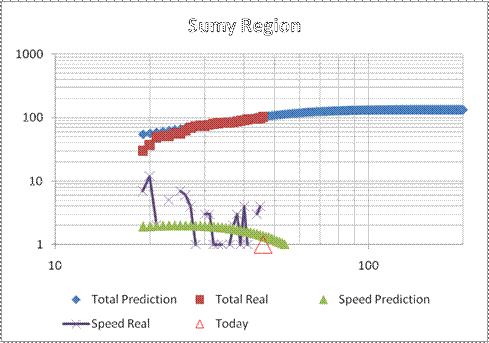 Sumy Region
1000
100
10
1
10
100
Total Prediction
Total Real
Speed Prediction
Speed Real
Today